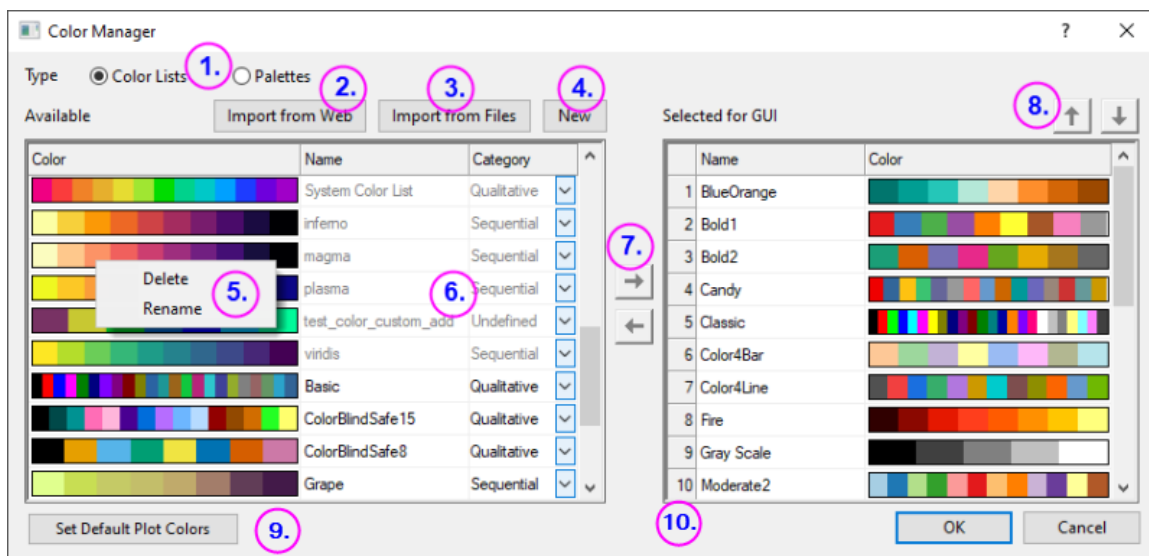 Color Manager ?
Type Color Lists 1. Palettes
2. 3. 4. 8.
Available Import from Web Import from Files New Selected for GUI
Color Name Category Name Color
System Color List Qualitative 1 BlueOrange
inferno Sequential 2 Bold1
magma Sequential 3 Bold2
7.
Delete 5. plasma 6. Sequential 4 Candy
Rename test_color_custom_add Undefined 5 Classic
viridis Sequential 6 Color4Bar
Basic Qualitative 7 Color4Line
ColorBlindSafe15 Qualitative 8 Fire
ColorBlindSafe8 Qualitative 9 Gray Scale
Grape Sequential 10 Moderate2
Set Default Plot Colors 9. 10. OK Cancel